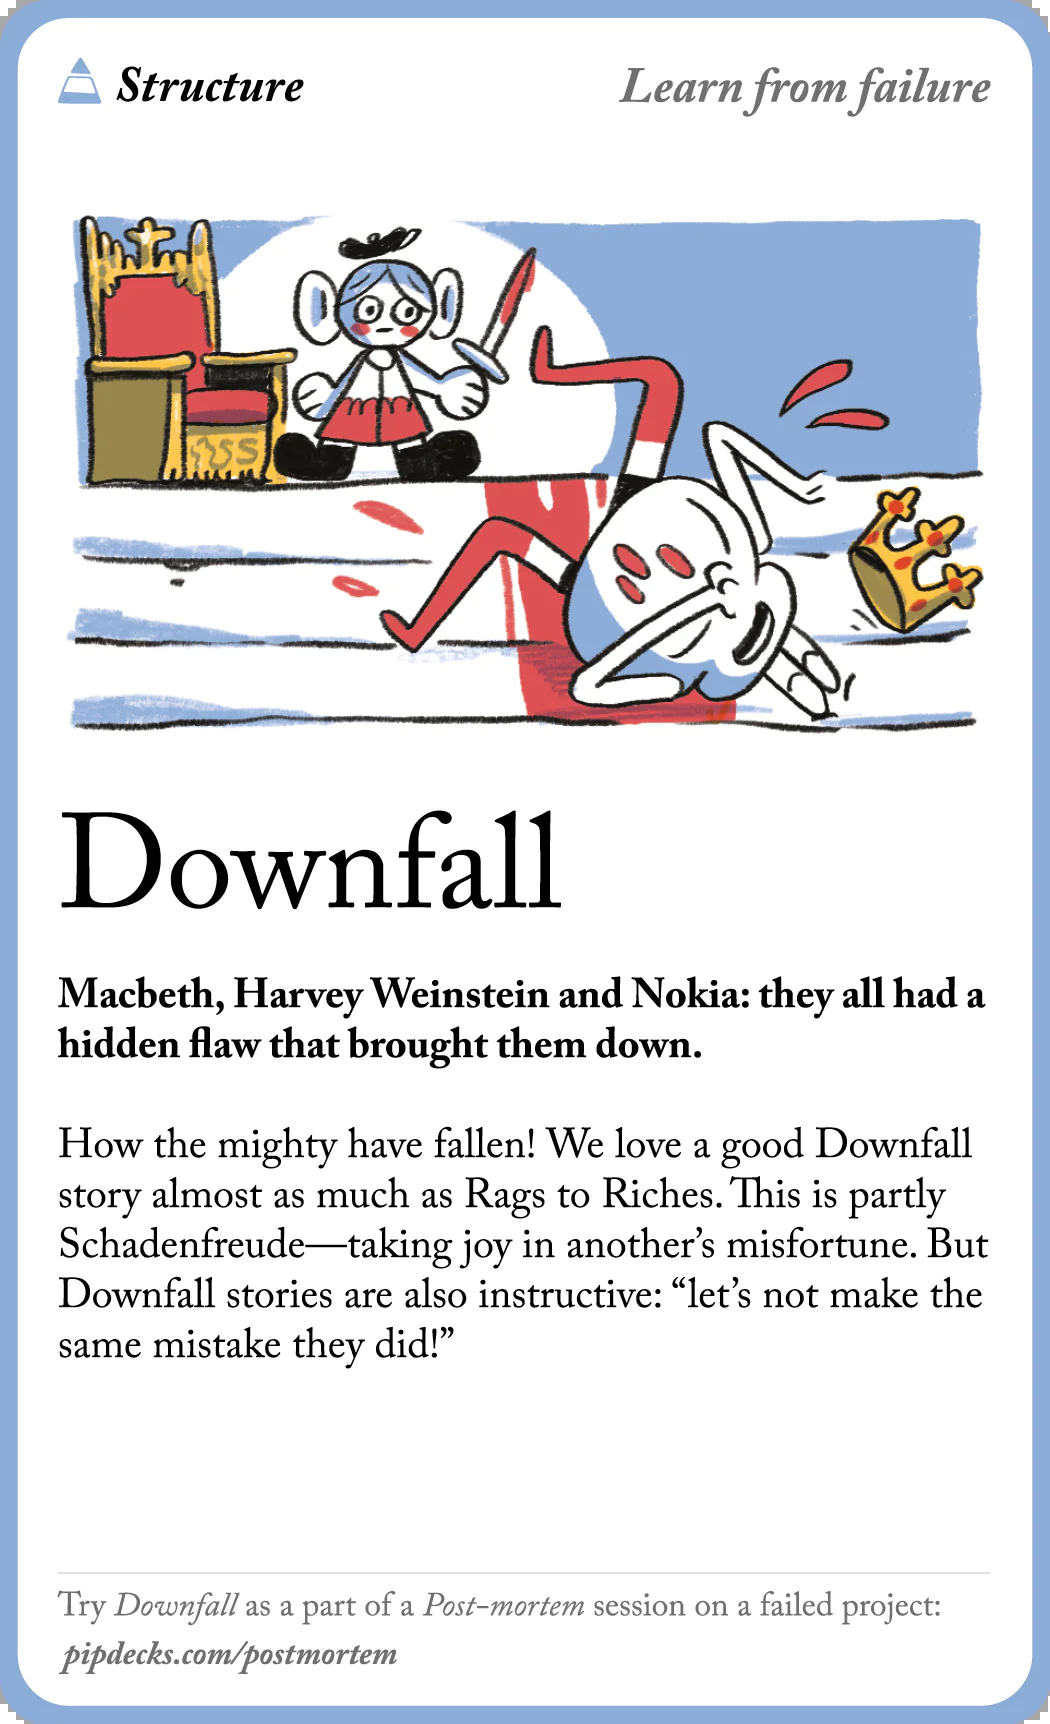 Structure
Learn from failure
Downfall
Macbeth, Harvey Weinstein and Nokia: they all had a
hidden flaw that brought them down.
How the mighty have fallen! We love a good Downfall
story almost as much as Rags to Riches. This is partly
Schadenfreude—taking joy in another’s misfortune. But
Downfall stories are also instructive: “let’s not make the
same mistake they did!”
Try Downfall as a part of a Post-mortem session on a failed project:
pipdecks.com/postmortem